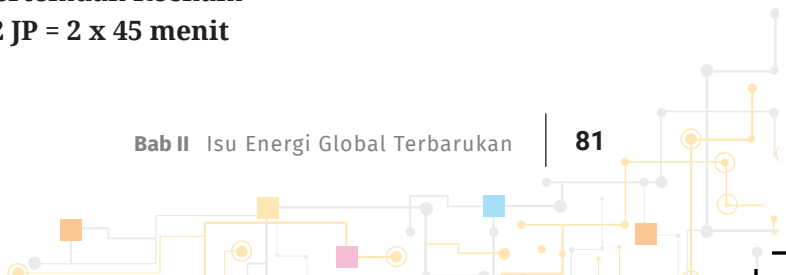 2 JP = 2 x 45 menit
Bab II Isu Energi Global Terbarukan 81